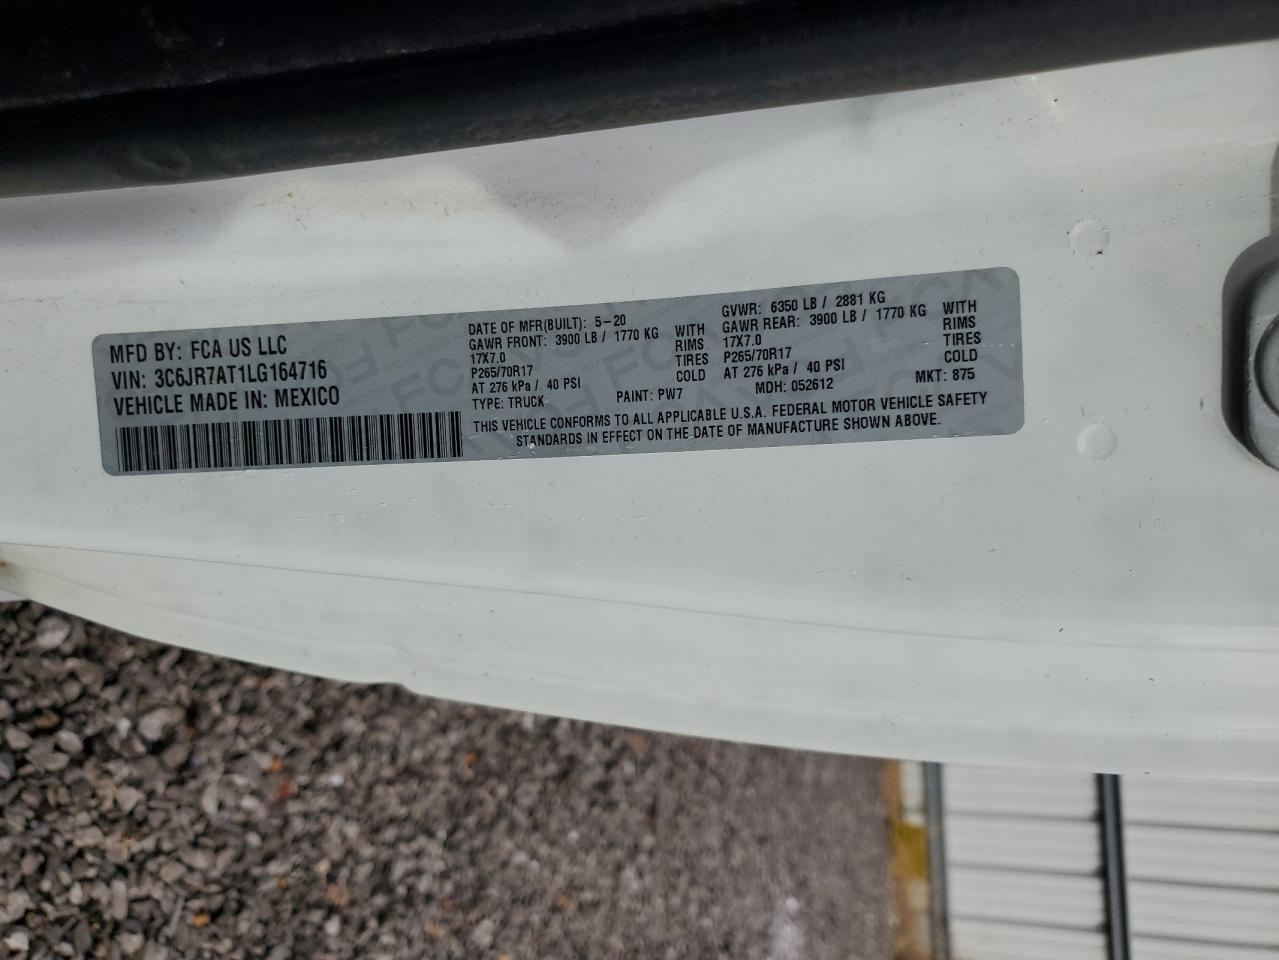 MFD BY: FCA US LLC
VIN: 3C6JR7AT1LG164716
VEHICLE MADE IN: MEXICO
DATE OF MFR(BUILT): 5-20
GAWR FRONT: 3900 LB / 1770 KG WITH
17X7.0 RIMS
P265/70R17 TIRES
AT 276 kPa / 40 PSI COLD
TYPE: TRUCK PAINT: PW7
GVWR: 6350 LB / 2881 KG
GAWR REAR: 3900 LB / 1770 KG WITH
17X7.0 RIMS
P265/70R17 TIRES
AT 276 kPa / 40 PSI COLD
MDH: 052612 MKT: 875
THIS VEHICLE CONFORMS TO ALL APPLICABLE U.S.A. FEDERAL MOTOR VEHICLE SAFETY
STANDARDS IN EFFECT ON THE DATE OF MANUFACTURE SHOWN ABOVE.